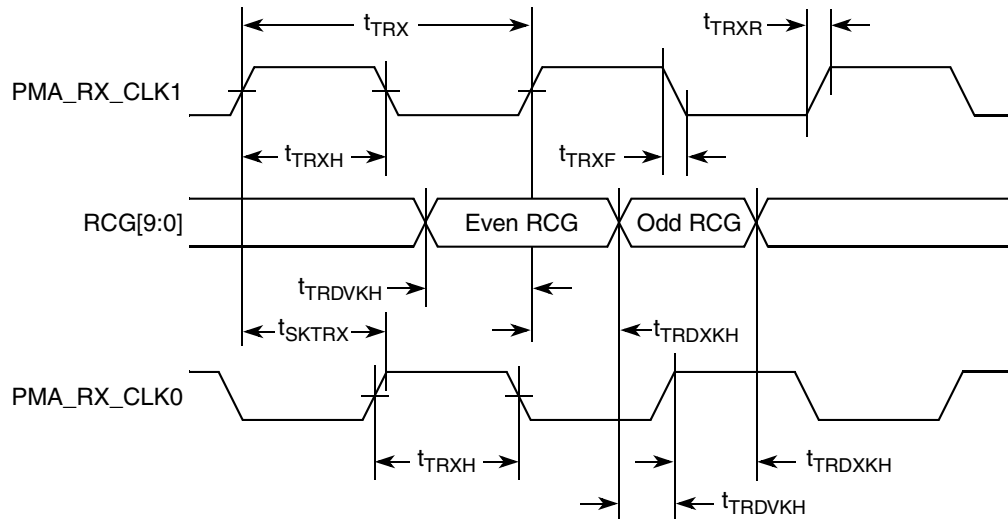 tTRX
tTRXR
PMA_RX_CLK1
tTRXH
tTRXF
RCG[9:0]
Even RCG
Odd RCG
tTRDVKH
tSKTRX
tTRDXKH
PMA_RX_CLK0
tTRXH
tTRDXKH
tTRDVKH